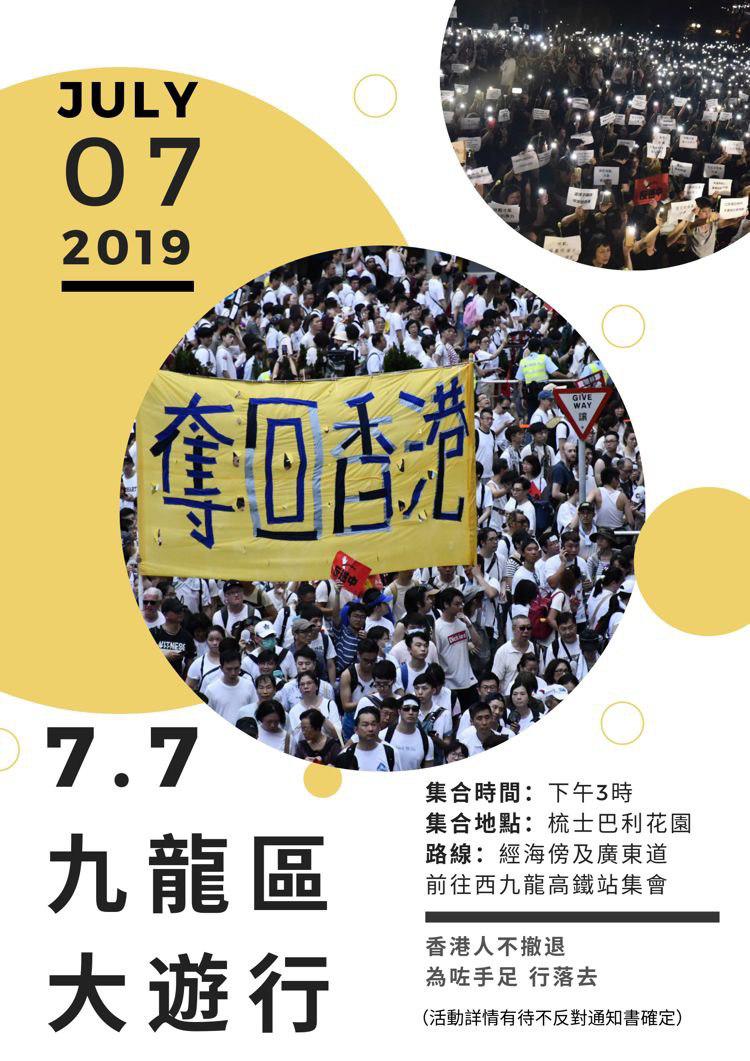 JULY
07
2019
奪回香港
GIVE
WAY
讓
7.7
九龍區
大遊行
集合時間：下午3時
集合地點：梳士巴利花園
路線：經海傍及廣東道
前往西九龍高鐵站集會
香港人不撤退
為咗手足 行落去
（活動詳情有待不反對通知書確定）